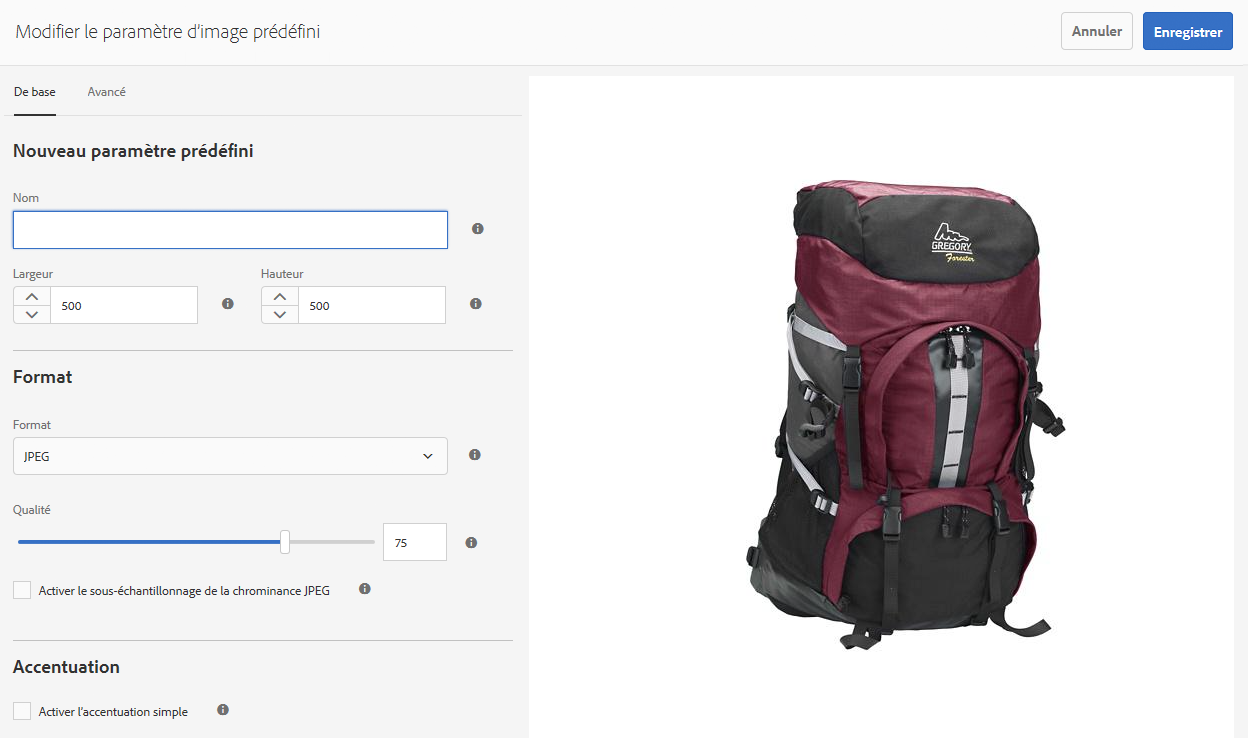 Modifier le paramètre d'image prédéfini
Annuler
Enregistrer
De base
Avancé
Nouveau paramètre prédéfini
Nom
Largeur
Hauteur
500
500
Format
Format
JPEG
Qualité
75
Activer le sous-échantillonnage de la chrominance JPEG
Accentuation
Activer l'accentuation simple
GREGORY
Forester